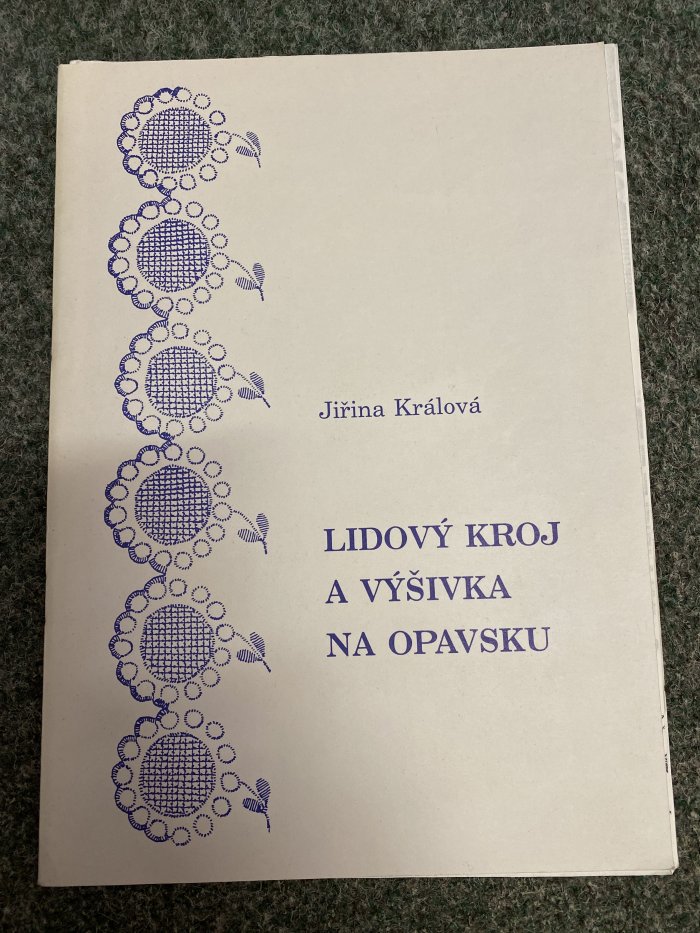 Jiřina Králová
LIDOVÝ KROJ
A VÝŠIVKA
NA OPAVSKU